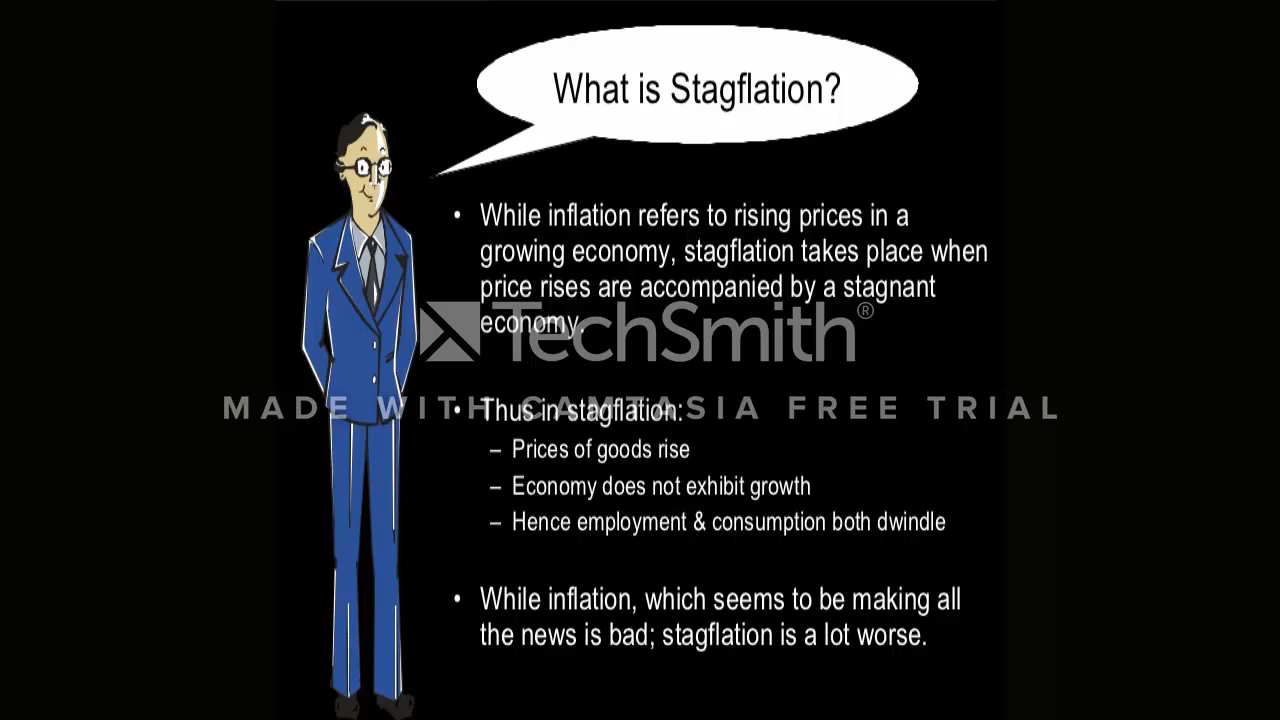 What is Stagflation?
• While inflation refers to rising prices in a
growing economy, stagflation takes place when
price rises are accompanied by a stagnant
economy.
TechSmith®
MADE WITH CAMTASIA FREE TRIAL
• Thus in stagflation:
– Prices of goods rise
– Economy does not exhibit growth
– Hence employment & consumption both dwindle
• While inflation, which seems to be making all
the news is bad; stagflation is a lot worse.